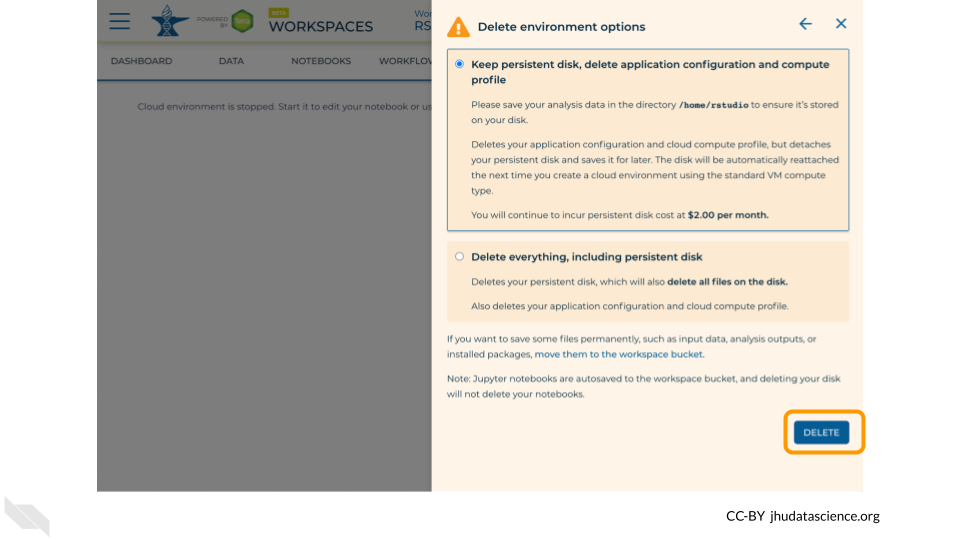 POWERED BY
Terra
BETA
WORKSPACES
Wor
RS
DASHBOARD
DATA
NOTEBOOKS
WORKFLOW
Cloud environment is stopped. Start it to edit your notebook or us
Delete environment options
Keep persistent disk, delete application configuration and compute
profile
Please save your analysis data in the directory /home/rstudio to ensure it's stored
on your disk.
Deletes your application configuration and cloud compute profile, but detaches
your persistent disk and saves it for later. The disk will be automatically reattached
the next time you create a cloud environment using the standard VM compute
type.
You will continue to incur persistent disk cost at $2.00 per month.
Delete everything, including persistent disk
Deletes your persistent disk, which will also delete all files on the disk.
Also deletes your application configuration and cloud compute profile.
If you want to save some files permanently, such as input data, analysis outputs, or
installed packages, move them to the workspace bucket.
Note: Jupyter notebooks are autosaved to the workspace bucket, and deleting your disk
will not delete your notebooks.
DELETE
CC-BY jhudatascience.org